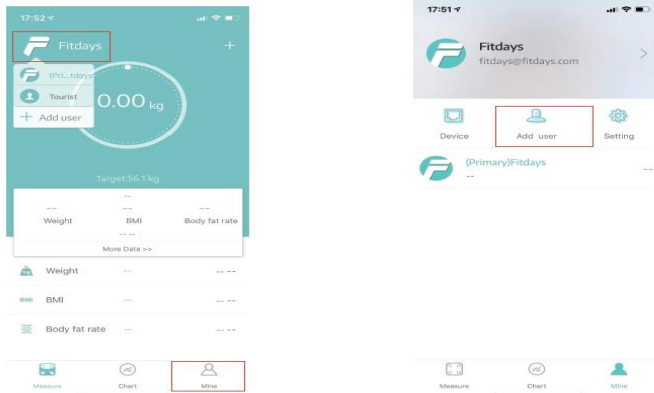 17:52
Fitdays
+
(Pri...tdays
Tourist
+ Add user
0.00 kg
Target:56.1 kg
--
-- -- --
Weight BMI Body fat rate
-- --
More Data >>
Weight -- -- --
BMI BMI -- -- --
Body fat rate -- -- --
Measure Chart Mine
17:51
Fitdays
fitdays@fitdays.com
>
Device Add user Setting
(Primary)Fitdays
-- --
Measure Chart Mine